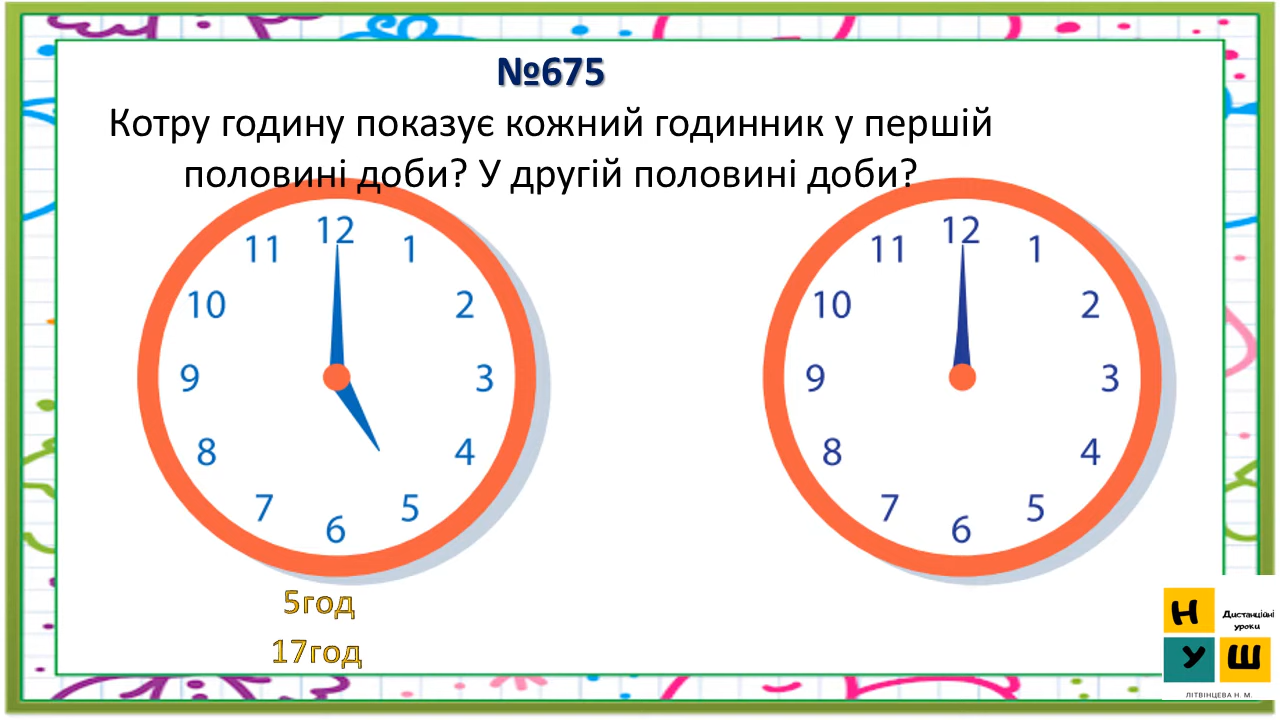 №675
Котру годину показує кожний годинник у першій
половині доби? У другій половині доби?
12
11
1
10
2
9
3
8
4
7
5
6
12
11
1
10
2
9
3
8
4
7
5
6
5год
17год
Н
Дистанційні
уроки
У Ш
ЛІТВІНЦЕВА Н. М.